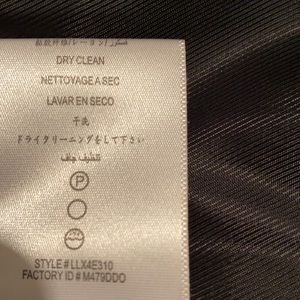 DRY CLEAN
NETTOYAGE A SEC
LAVAR EN SECO
干洗
ドライクリーニングをして下さい
تنظيف جاف
P
STYLE # LLX4E310
FACTORY ID # M479DDO